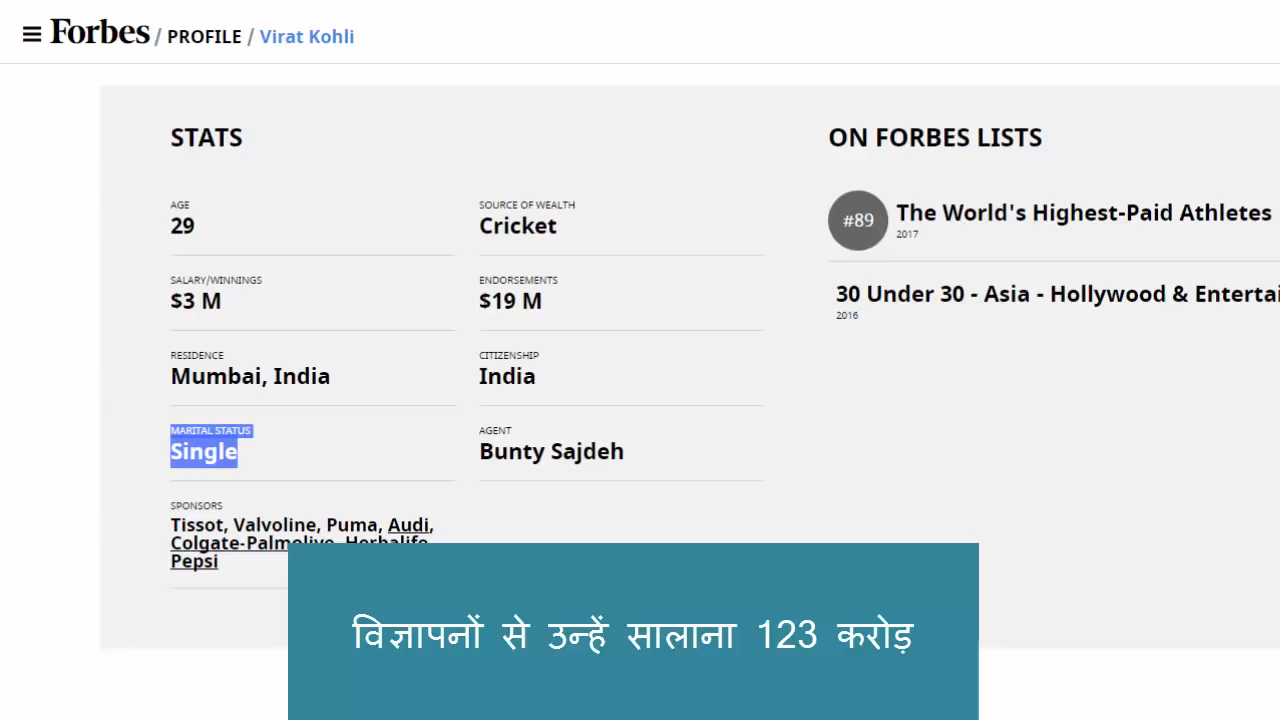 Forbes / PROFILE / Virat Kohli
STATS
AGE
29
SOURCE OF WEALTH
Cricket
SALARY/WINNINGS
$3 M
ENDORSEMENTS
$19 M
RESIDENCE
Mumbai, India
CITIZENSHIP
India
MARITAL STATUS
Single
AGENT
Bunty Sajdeh
SPONSORS
Tissot, Valvoline, Puma, Audi,
Colgate-Palmolive, Herbalife,
Pepsi
ON FORBES LISTS
#89
The World's Highest-Paid Athletes
2017
30 Under 30 - Asia - Hollywood & Entertai
2016
विज्ञापनों से उन्हें सालाना 123 करोड़